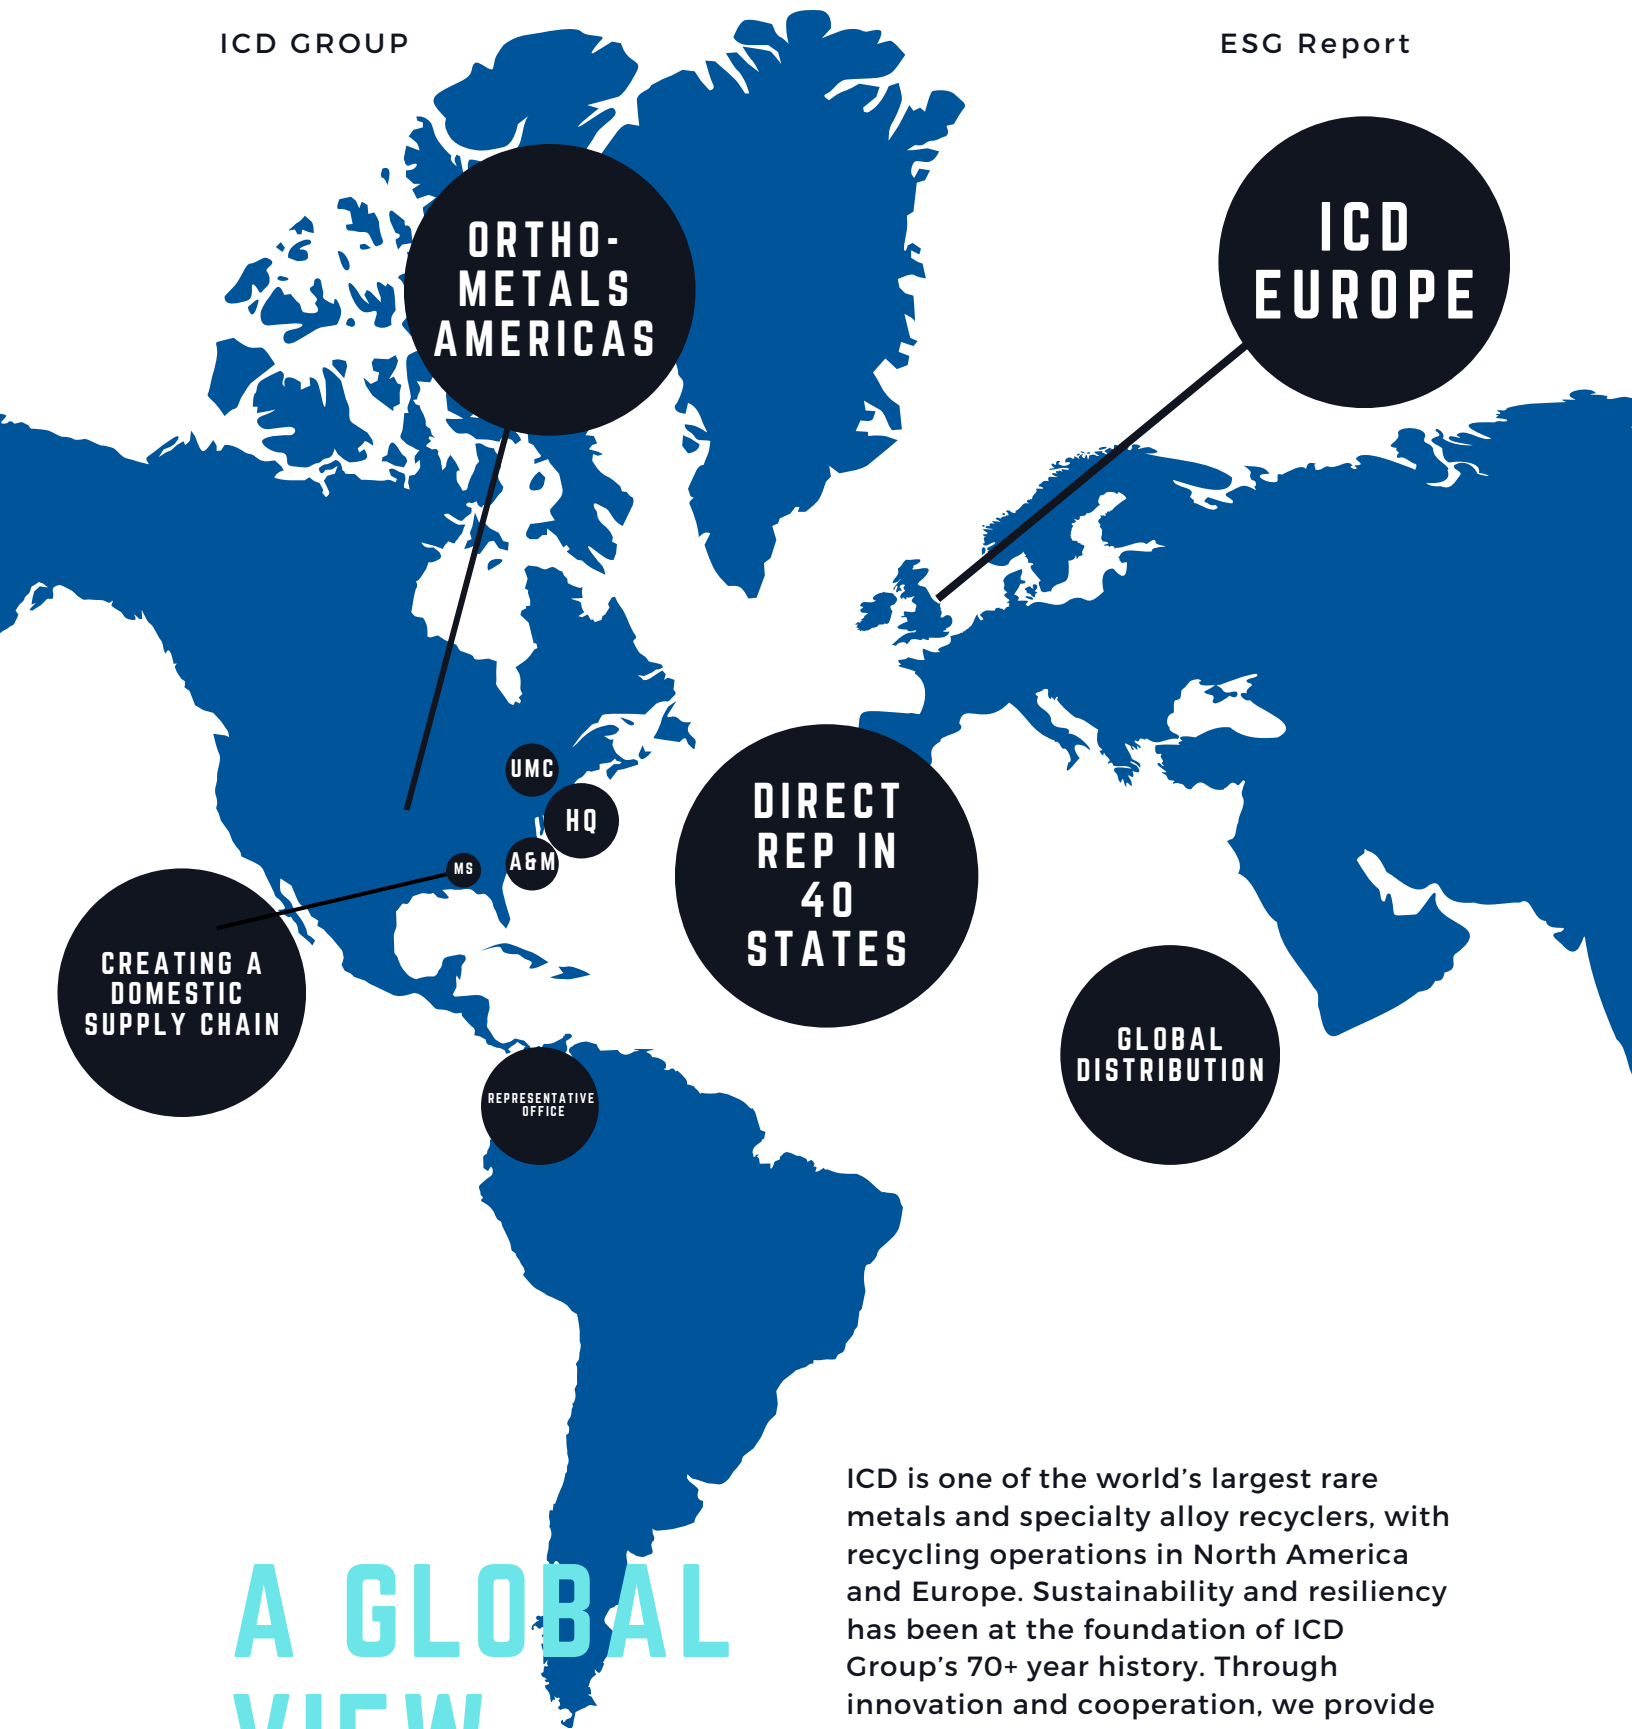 ICD GROUP
ESG Report
ORTHO-
METALS
AMERICAS
ICD
EUROPE
UMC
HQ
A&M
MS
DIRECT
REP IN
40
STATES
CREATING A
DOMESTIC
SUPPLY CHAIN
GLOBAL
DISTRIBUTION
REPRESENTATIVE
OFFICE
A GLOBAL
VIEW
ICD is one of the world’s largest rare
metals and specialty alloy recyclers, with
recycling operations in North America
and Europe. Sustainability and resiliency
has been at the foundation of ICD
Group’s 70+ year history. Through
innovation and cooperation, we provide